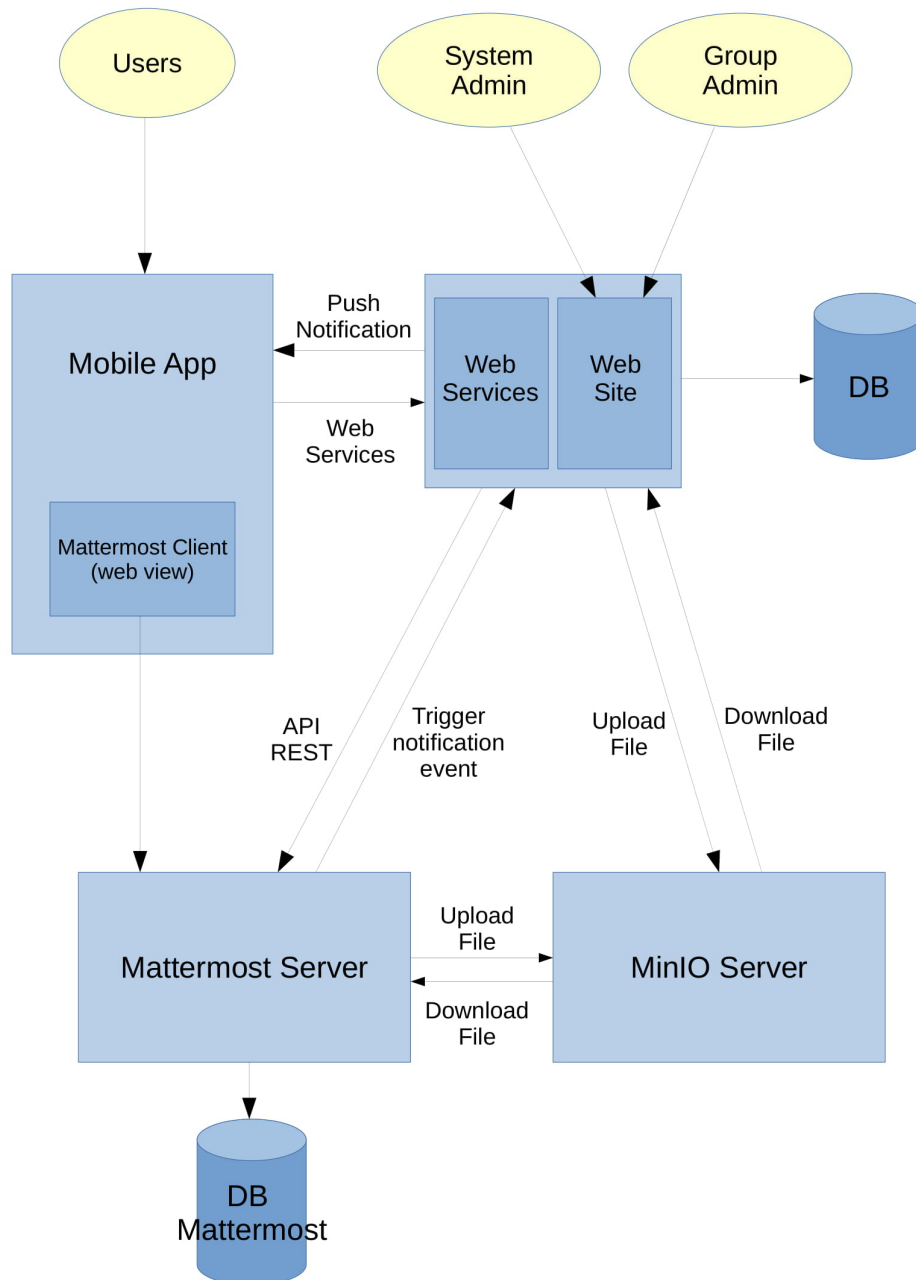 Users
System
Admin
Group
Admin
Push
Notification
Mobile App
Web
Services
Web
Site
DB
Web
Services
Mattermost Client
(web view)
API
REST
Trigger
notification
event
Upload
File
Download
File
Mattermost Server
Upload
File
Download
File
MinIO Server
DB
Mattermost